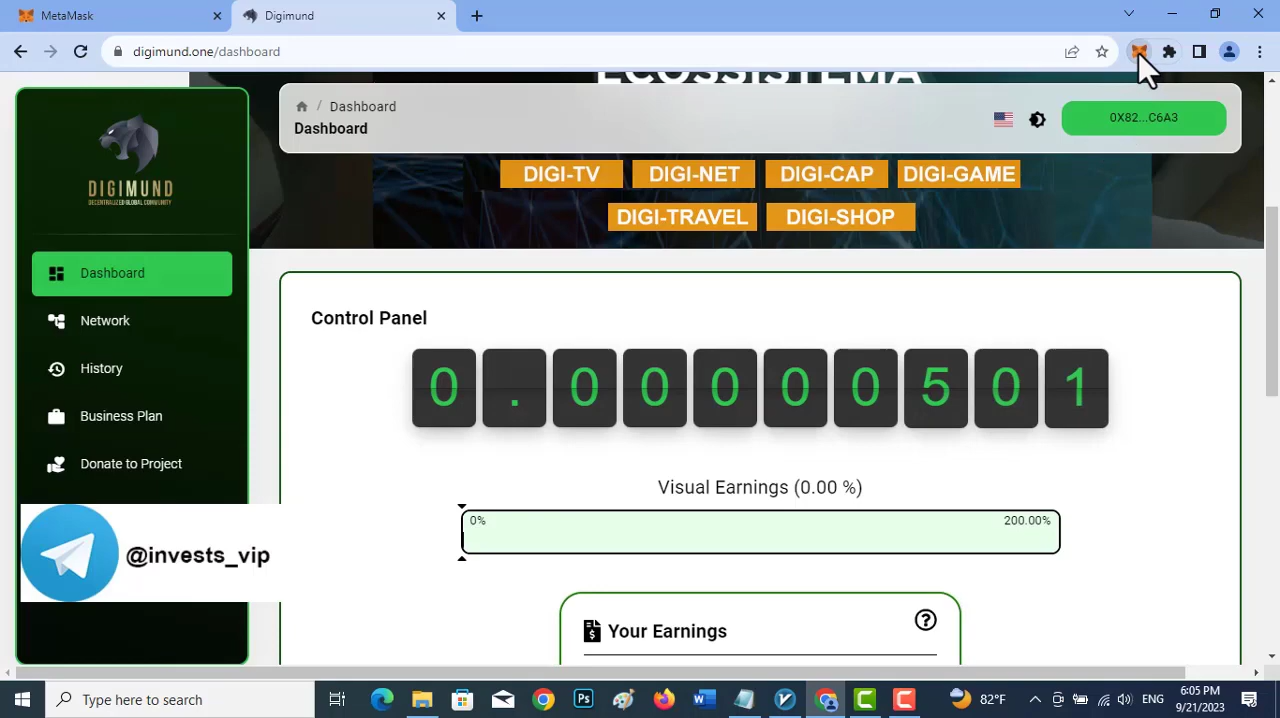 MetaMask
Digimund
digimund.one/dashboard
ECOSSISTEMA
/ Dashboard
Dashboard
0X82...C6A3
DIGI-TV DIGI-NET DIGI-CAP DIGI-GAME
DIGI-TRAVEL DIGI-SHOP
DIGIMUND
DECENTRALIZED GLOBAL COMMUNITY
Dashboard
Network
History
Business Plan
Donate to Project
@invests_vip
Control Panel
0.00000501
Visual Earnings (0.00 %)
0% 200.00%
Your Earnings
Type here to search
82°F
ENG
6:05 PM
9/21/2023